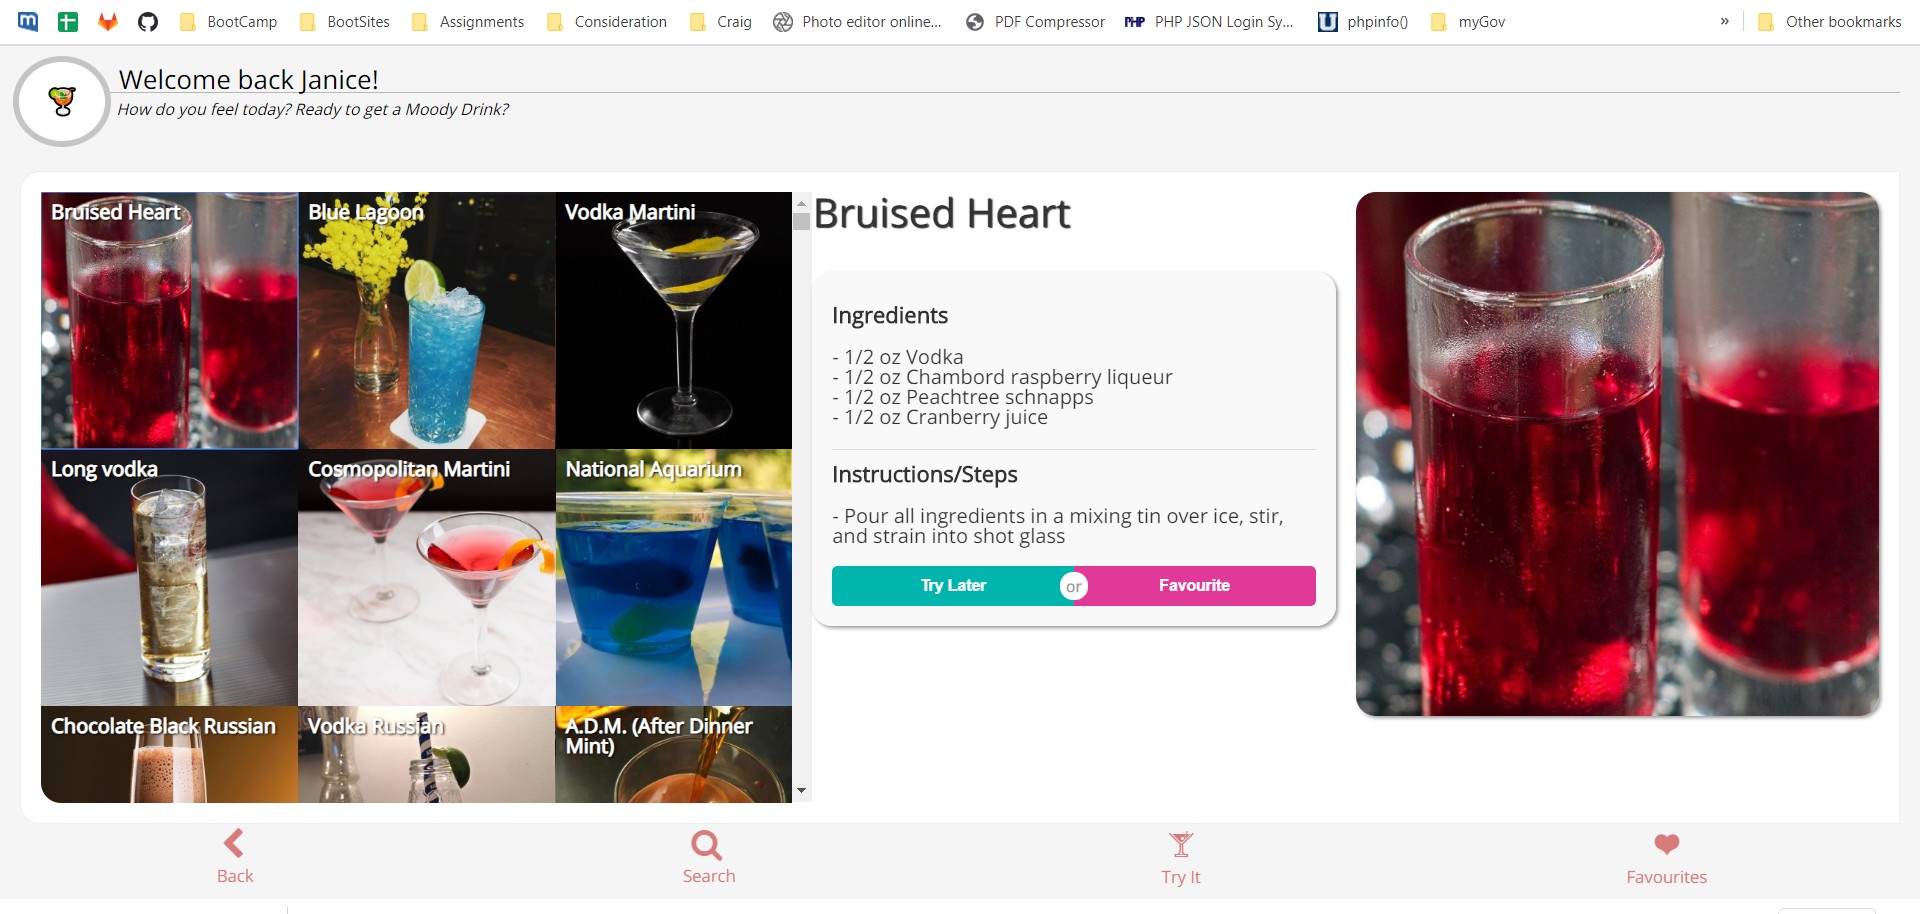 BootCamp BootSites Assignments Consideration Craig Photo editor online... PDF Compressor PHP PHP JSON Login Sy... phpinfo() myGov » Other bookmarks
Welcome back Janice!
How do you feel today? Ready to get a Moody Drink?
Bruised Heart
Blue Lagoon
Vodka Martini
Long vodka
Cosmopolitan Martini
National Aquarium
Chocolate Black Russian
Vodka Russian
A.D.M. (After Dinner
Mint)
Bruised Heart
Ingredients
- 1/2 oz Vodka
- 1/2 oz Chambord raspberry liqueur
- 1/2 oz Peachtree schnapps
- 1/2 oz Cranberry juice
Instructions/Steps
- Pour all ingredients in a mixing tin over ice, stir,
and strain into shot glass
Try Later or Favourite
Back Search Try It Favourites